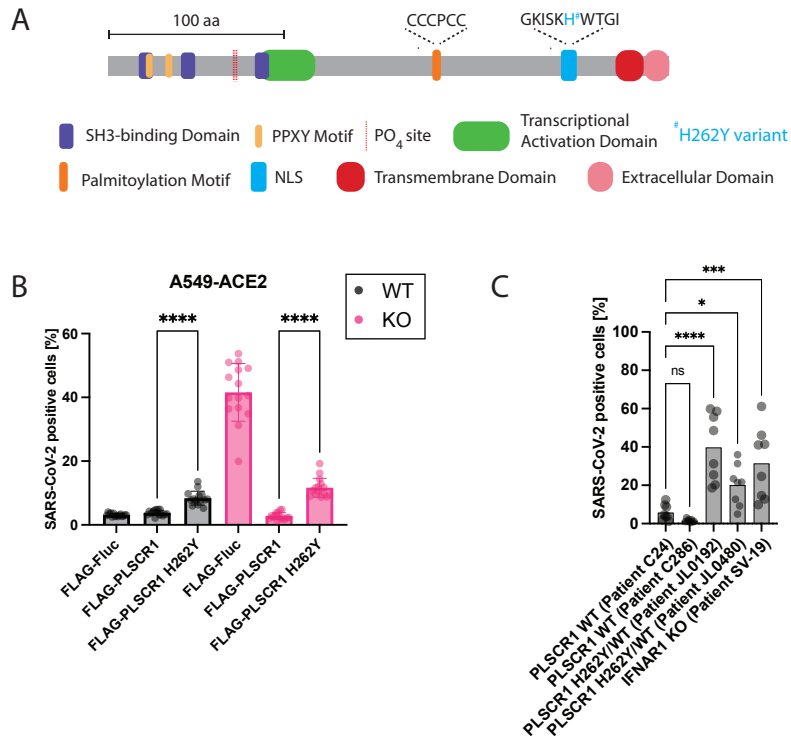 A
100 aa
CCCPCC
GKISKH#WTGI
SH3-binding Domain
PPXY Motif
PO4 site
Transcriptional
Activation Domain
#H262Y variant
Palmitoylation Motif
NLS
Transmembrane Domain
Extracellular Domain
B
A549-ACE2
WT
KO
SARS-CoV-2 positive cells [%]
60
40
20
0
****
****
FLAG-Fluc
FLAG-PLSCR1
FLAG-PLSCR1 H262Y
FLAG-Fluc
FLAG-PLSCR1
FLAG-PLSCR1 H262Y
C
SARS-CoV-2 positive cells [%]
100
80
60
40
20
0
***
*
****
ns
PLSCR1 WT (Patient C24)
PLSCR1 WT (Patient C286)
PLSCR1 H262Y/WT (Patient JL0192)
PLSCR1 H262Y/WT (Patient JL0480)
IFNAR1 KO (Patient SV-19)